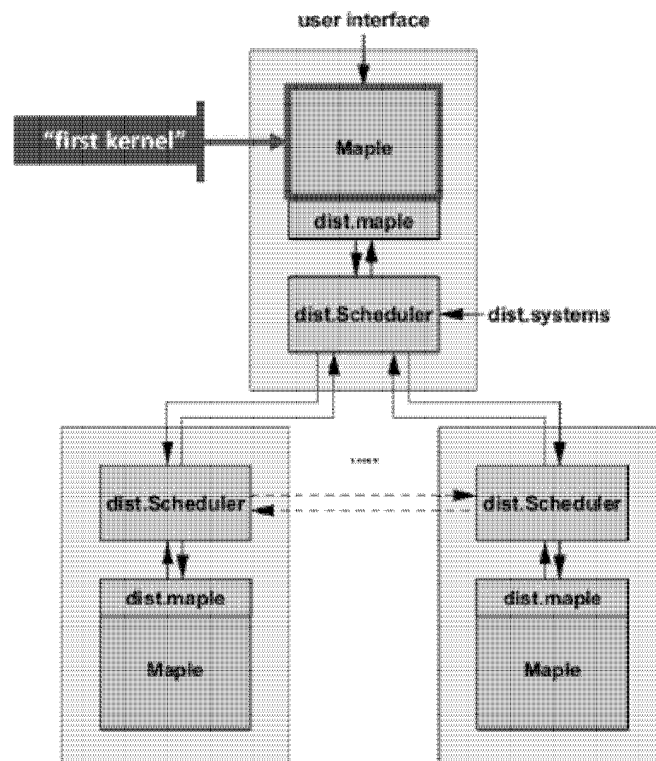 user interface
"first kernel"
Maple
dist.maple
dist.Scheduler
dist.systems
dist.Scheduler
dist.Scheduler
dist.maple
dist.maple
Maple
Maple